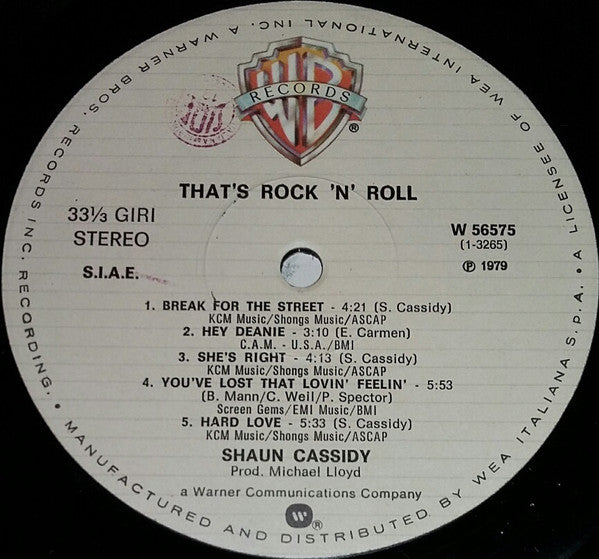 MANUFACTURED AND DISTRIBUTED BY WEA ITALIANA S.p.A. • A LICENSEE OF WEA INTERNATIONAL INC. A WARNER BROS. RECORDS INC. RECORDING. •
WB
RECORDS
®
THAT'S ROCK 'N' ROLL
33⅓ GIRI
STEREO
S.I.A.E.
W 56575
(1-3265)
Ⓟ 1979
1. BREAK FOR THE STREET - 4:21 (S. Cassidy)
KCM Music/Shongs Music/ASCAP
2. HEY DEANIE - 3:10 (E. Carmen)
C.A.M. - U.S.A./BMI
3. SHE'S RIGHT - 4:13 (S. Cassidy)
KCM Music/Shongs Music/ASCAP
4. YOU'VE LOST THAT LOVIN' FEELIN' - 5:53
(B. Mann/C. Weil/P. Spector)
Screen Gems/EMI Music/BMI
5. HARD LOVE - 5:33 (S. Cassidy)
KCM Music/Shongs Music/ASCAP
SHAUN CASSIDY
Prod. Michael Lloyd
a Warner Communications Company
®